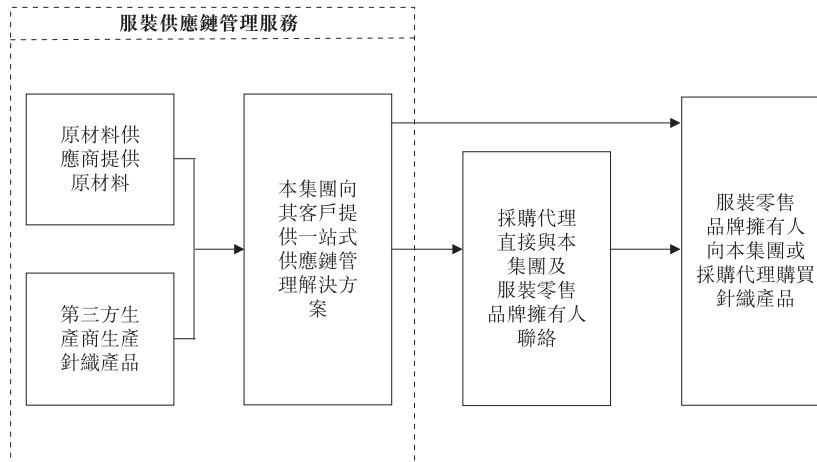 服裝供應鏈管理服務
原材料供
應商提供
原材料
第三方生
產商生產
針織產品
本集團向
其客戶提
供一站式
供應鏈管
理解決方
案
採購代理
直接與本
集團及
服裝零售
品牌擁有人
聯絡
服裝零售
品牌擁有人
向本集團或
採購代理購買
針織產品